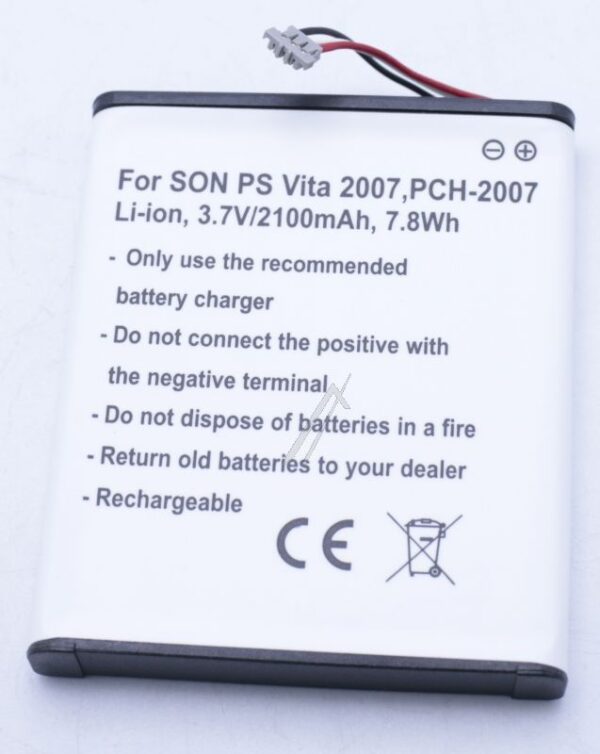 For SON PS Vita 2007,PCH-2007
Li-ion, 3.7V/2100mAh, 7.8Wh
- Only use the recommended
battery charger
- Do not connect the positive with
the negative terminal
- Do not dispose of batteries in a fire
- Return old batteries to your dealer
- Rechargeable
CE